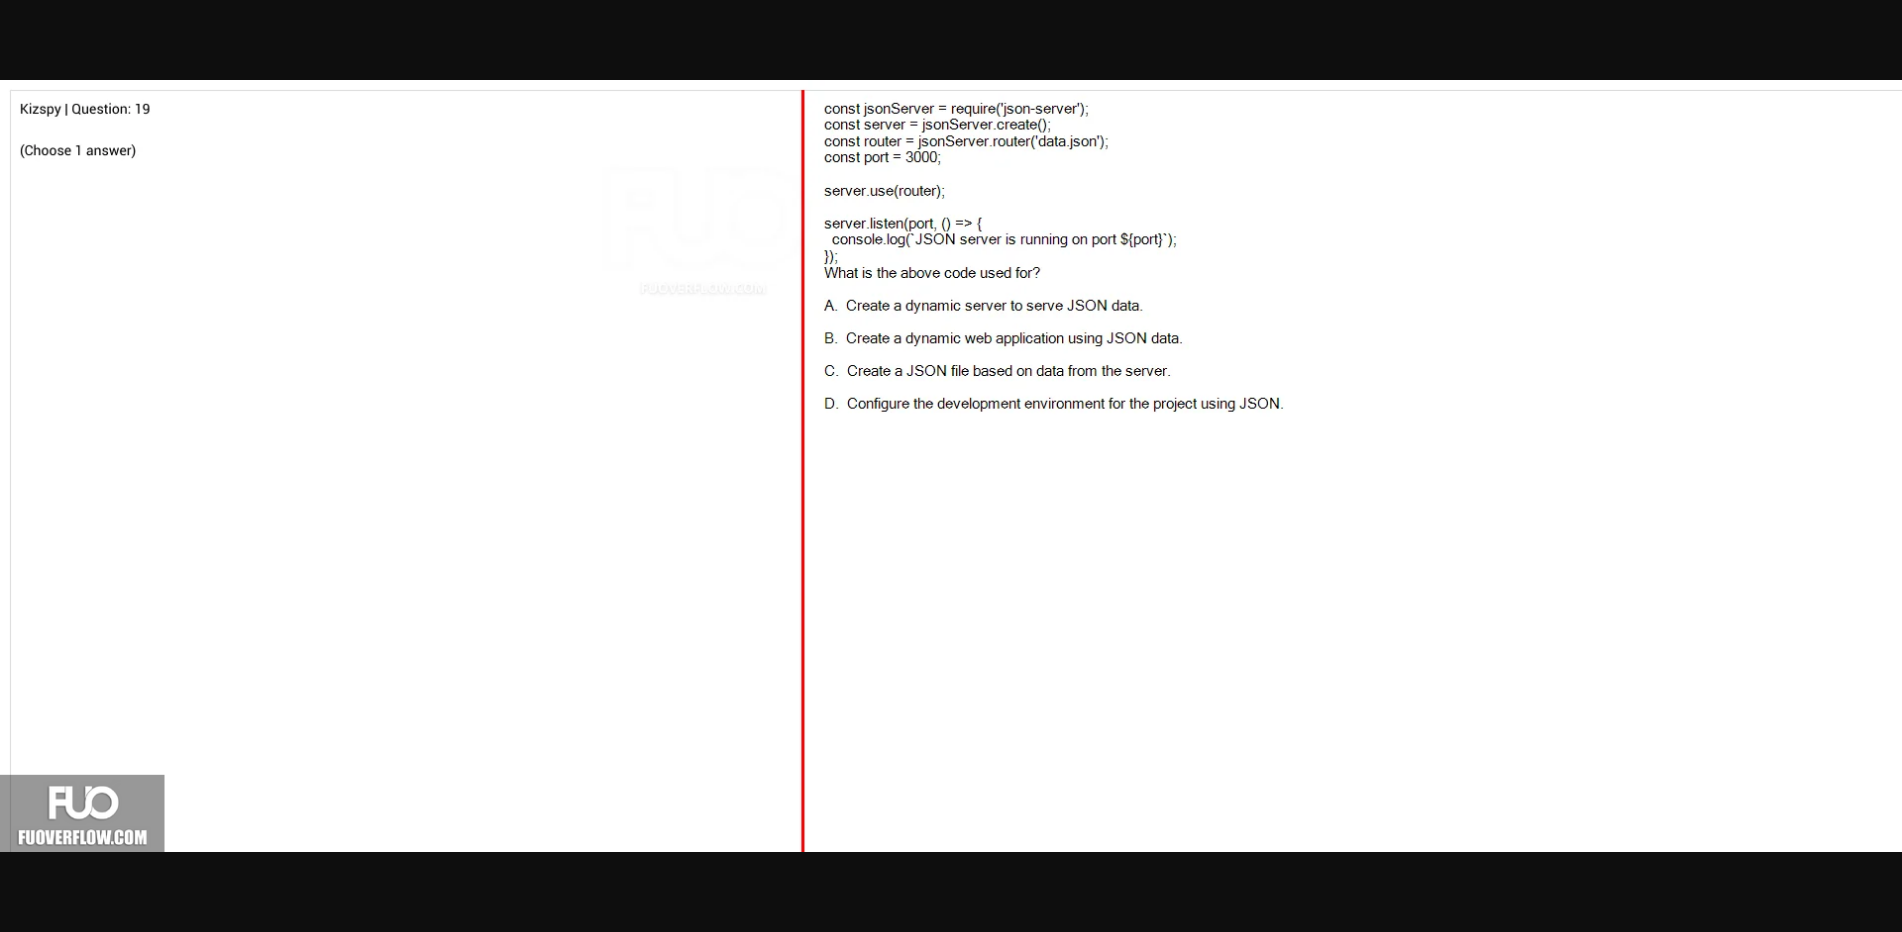 Kizspy | Question: 19
(Choose 1 answer)
const jsonServer = require('json-server');
const server = jsonServer.create();
const router = jsonServer.router('data.json');
const port = 3000;
server.use(router);
server.listen(port, () => {
console.log(`JSON server is running on port ${port}`);
});
What is the above code used for?
A. Create a dynamic server to serve JSON data.
B. Create a dynamic web application using JSON data.
C. Create a JSON file based on data from the server.
D. Configure the development environment for the project using JSON.
FUO
FUOVERFLOW.COM
FUO
FUOVERFLOW.COM